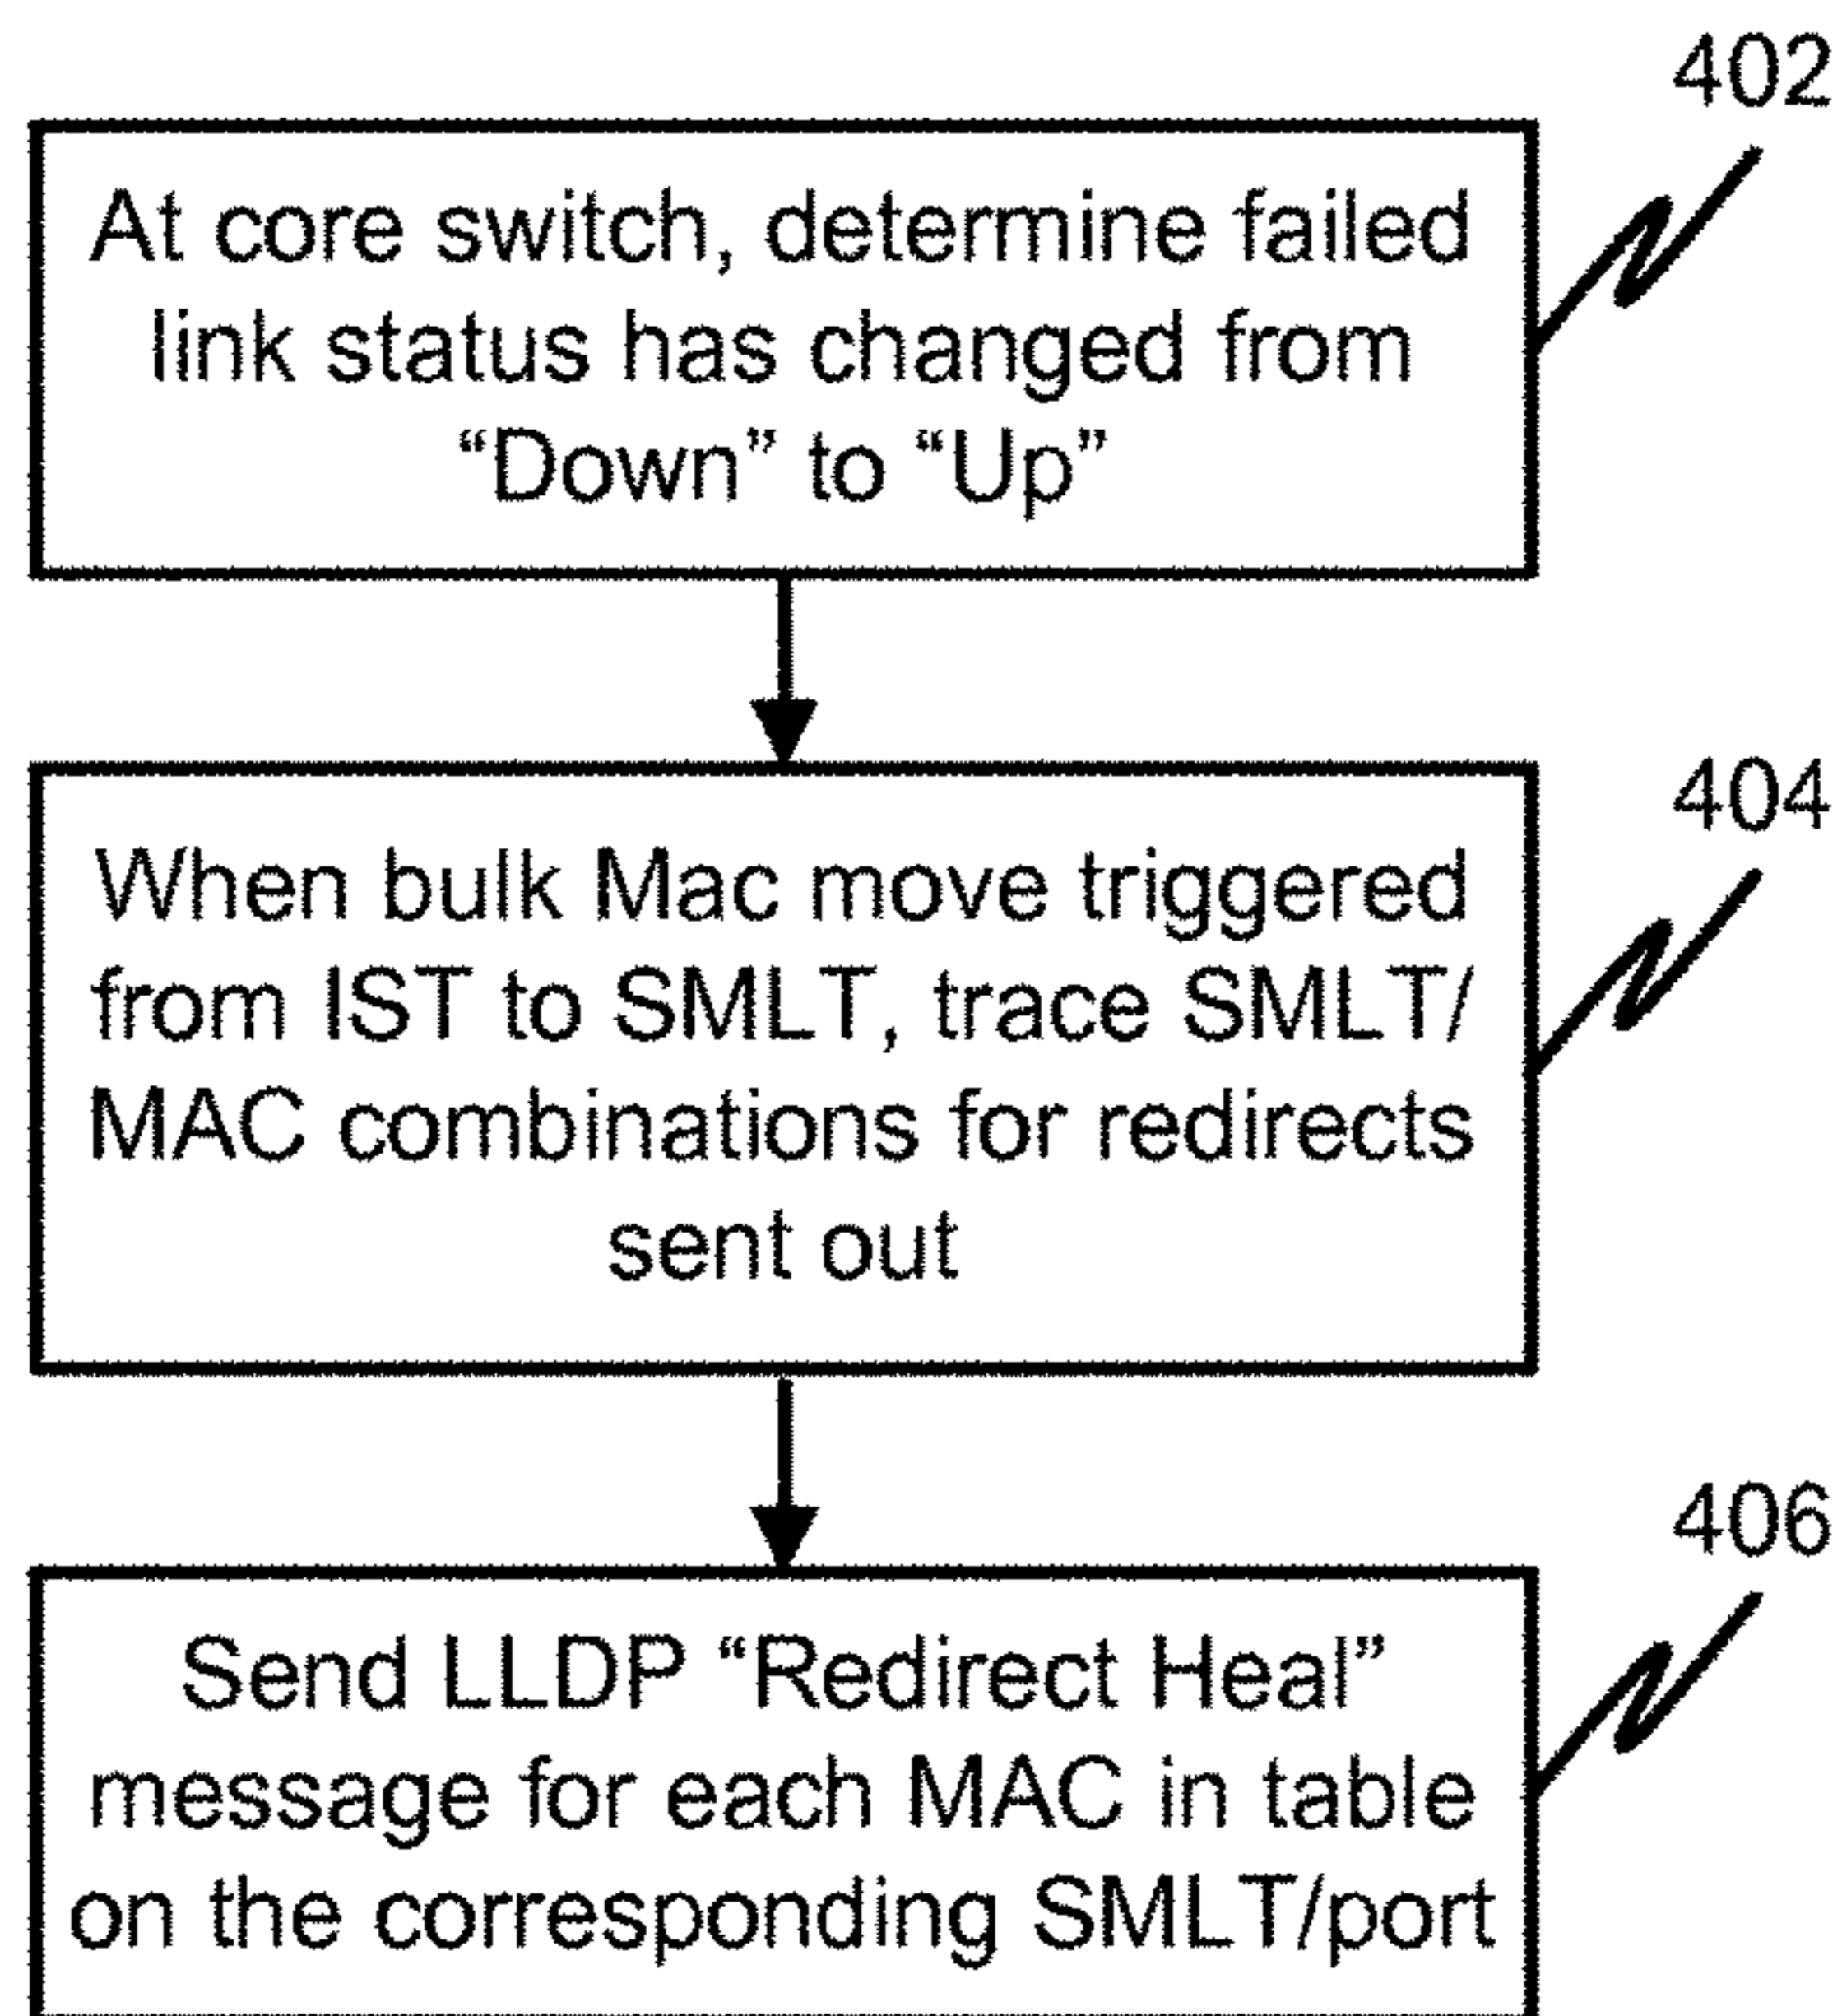 402
At core switch, determine failed
link status has changed from
“Down” to “Up”
404
When bulk Mac move triggered
from IST to SMLT, trace SMLT/
MAC combinations for redirects
sent out
406
Send LLDP “Redirect Heal”
message for each MAC in table
on the corresponding SMLT/port